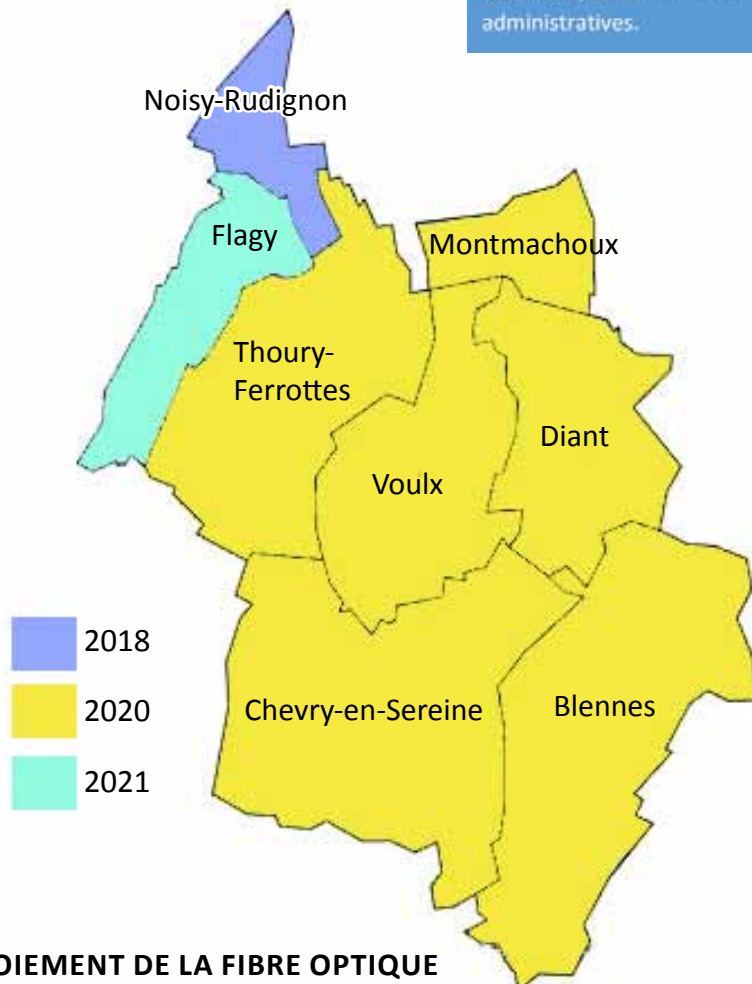 administratives.
Noisy-Rudignon
Flagy
Montmachoux
Thoury-
Ferrottes
Diant
Voulx
2018
2020
2021
Chevry-en-Sereine
Blennes
OIEMENT DE LA FIBRE OPTIQUE